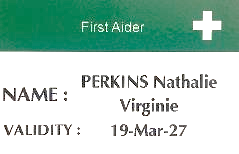 First Aider
NAME : PERKINS Nathalie
Virginie
VALIDITY : 19-Mar-27